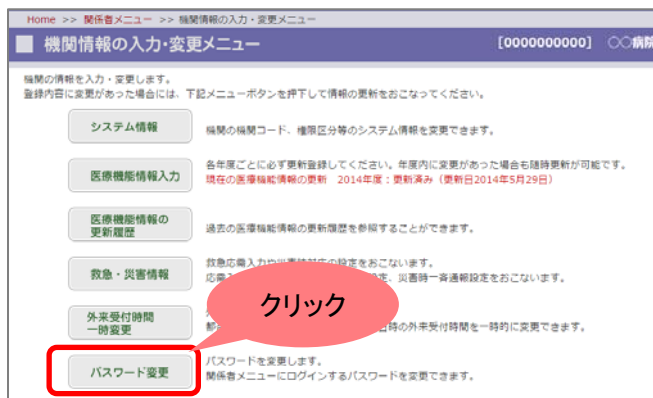 Home >> 関係者メニュー >> 機関情報の入力・変更メニュー
機関情報の入力・変更メニュー
[0000000000] 〇〇病院
機関の情報を入力・変更します。
登録内容に変更があった場合には、下記メニューボタンを押下して情報の更新をおこなってください。
システム情報
機関の機関コード、権限区分等のシステム情報を変更できます。
医療機能情報入力
各年度ごとに必ず更新登録してください。年度内に変更があった場合も随時更新が可能です。
現在の医療機能情報の更新 2014年度:更新済み(更新日2014年5月29日)
医療機能情報の
更新履歴
過去の医療機能情報の更新履歴を参照することができます。
救急・災害情報
救急応需入力や災害時対応の設定をおこないます。
応需 設定、災害時一斉通報設定をおこないます。
クリック
外来受付時間
一時変更
都 日時の外来受付時間を一時的に変更できます。
パスワード変更
パスワードを変更します。
関係者メニューにログインするパスワードを変更できます。